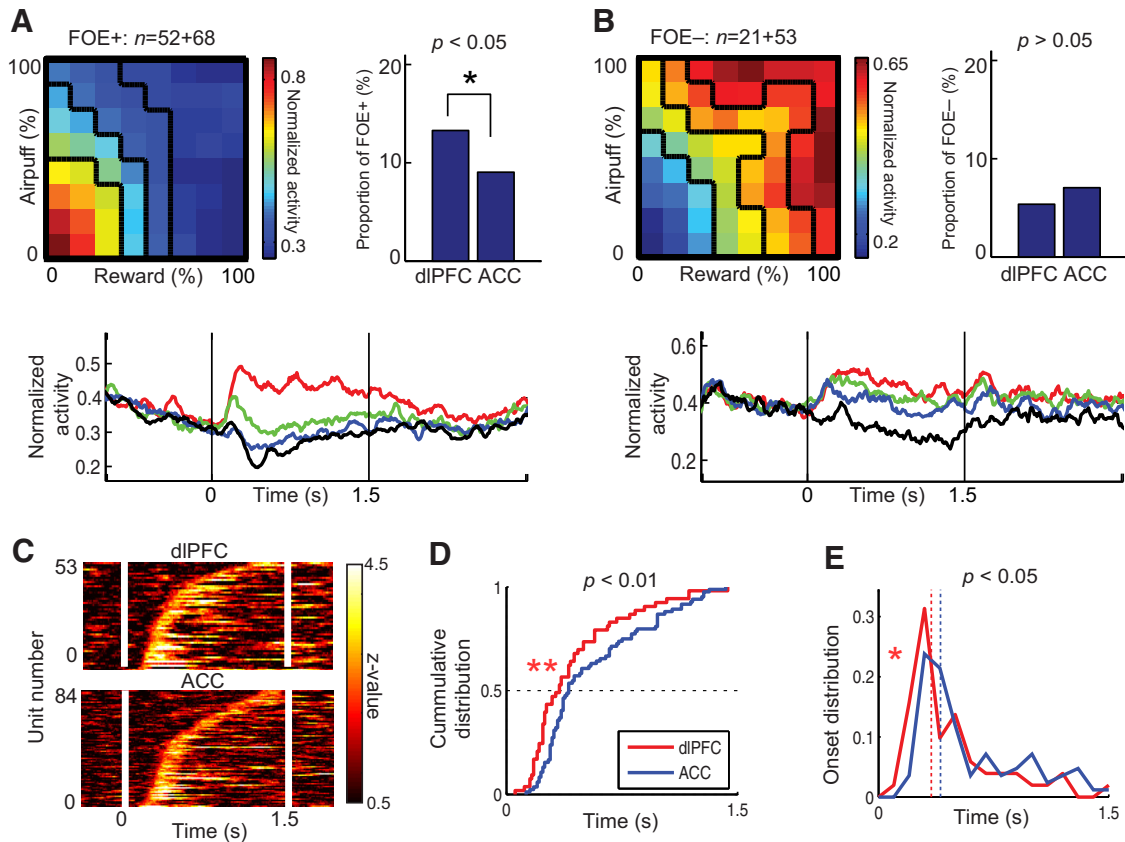 A
FOE+: n=52+68
100
Airpuff (%)
0
0
Reward (%)
100
0.8
Normalized activity
0.3
p < 0.05
*
20
10
0
Proportion of FOE+ (%)
dlPFC ACC
B
FOE–: n=21+53
100
Airpuff (%)
0
0
Reward (%)
100
0.65
Normalized activity
0.2
p > 0.05
20
10
0
Proportion of FOE– (%)
dlPFC ACC
Normalized
activity
0.5
0.4
0.3
0.2
0
Time (s)
1.5
Normalized
activity
0.6
0.4
0.2
0
Time (s)
1.5
C
dlPFC
53
0
ACC
84
0
Unit number
0
1.5
Time (s)
4.5
z-value
0.5
D
p < 0.01
Cummulative
distribution
1
0.5
0
**
dlPFC
ACC
0
Time (s)
1.5
E
p < 0.05
Onset distribution
0.3
0.2
0.1
0
*
0
Time (s)
1.5